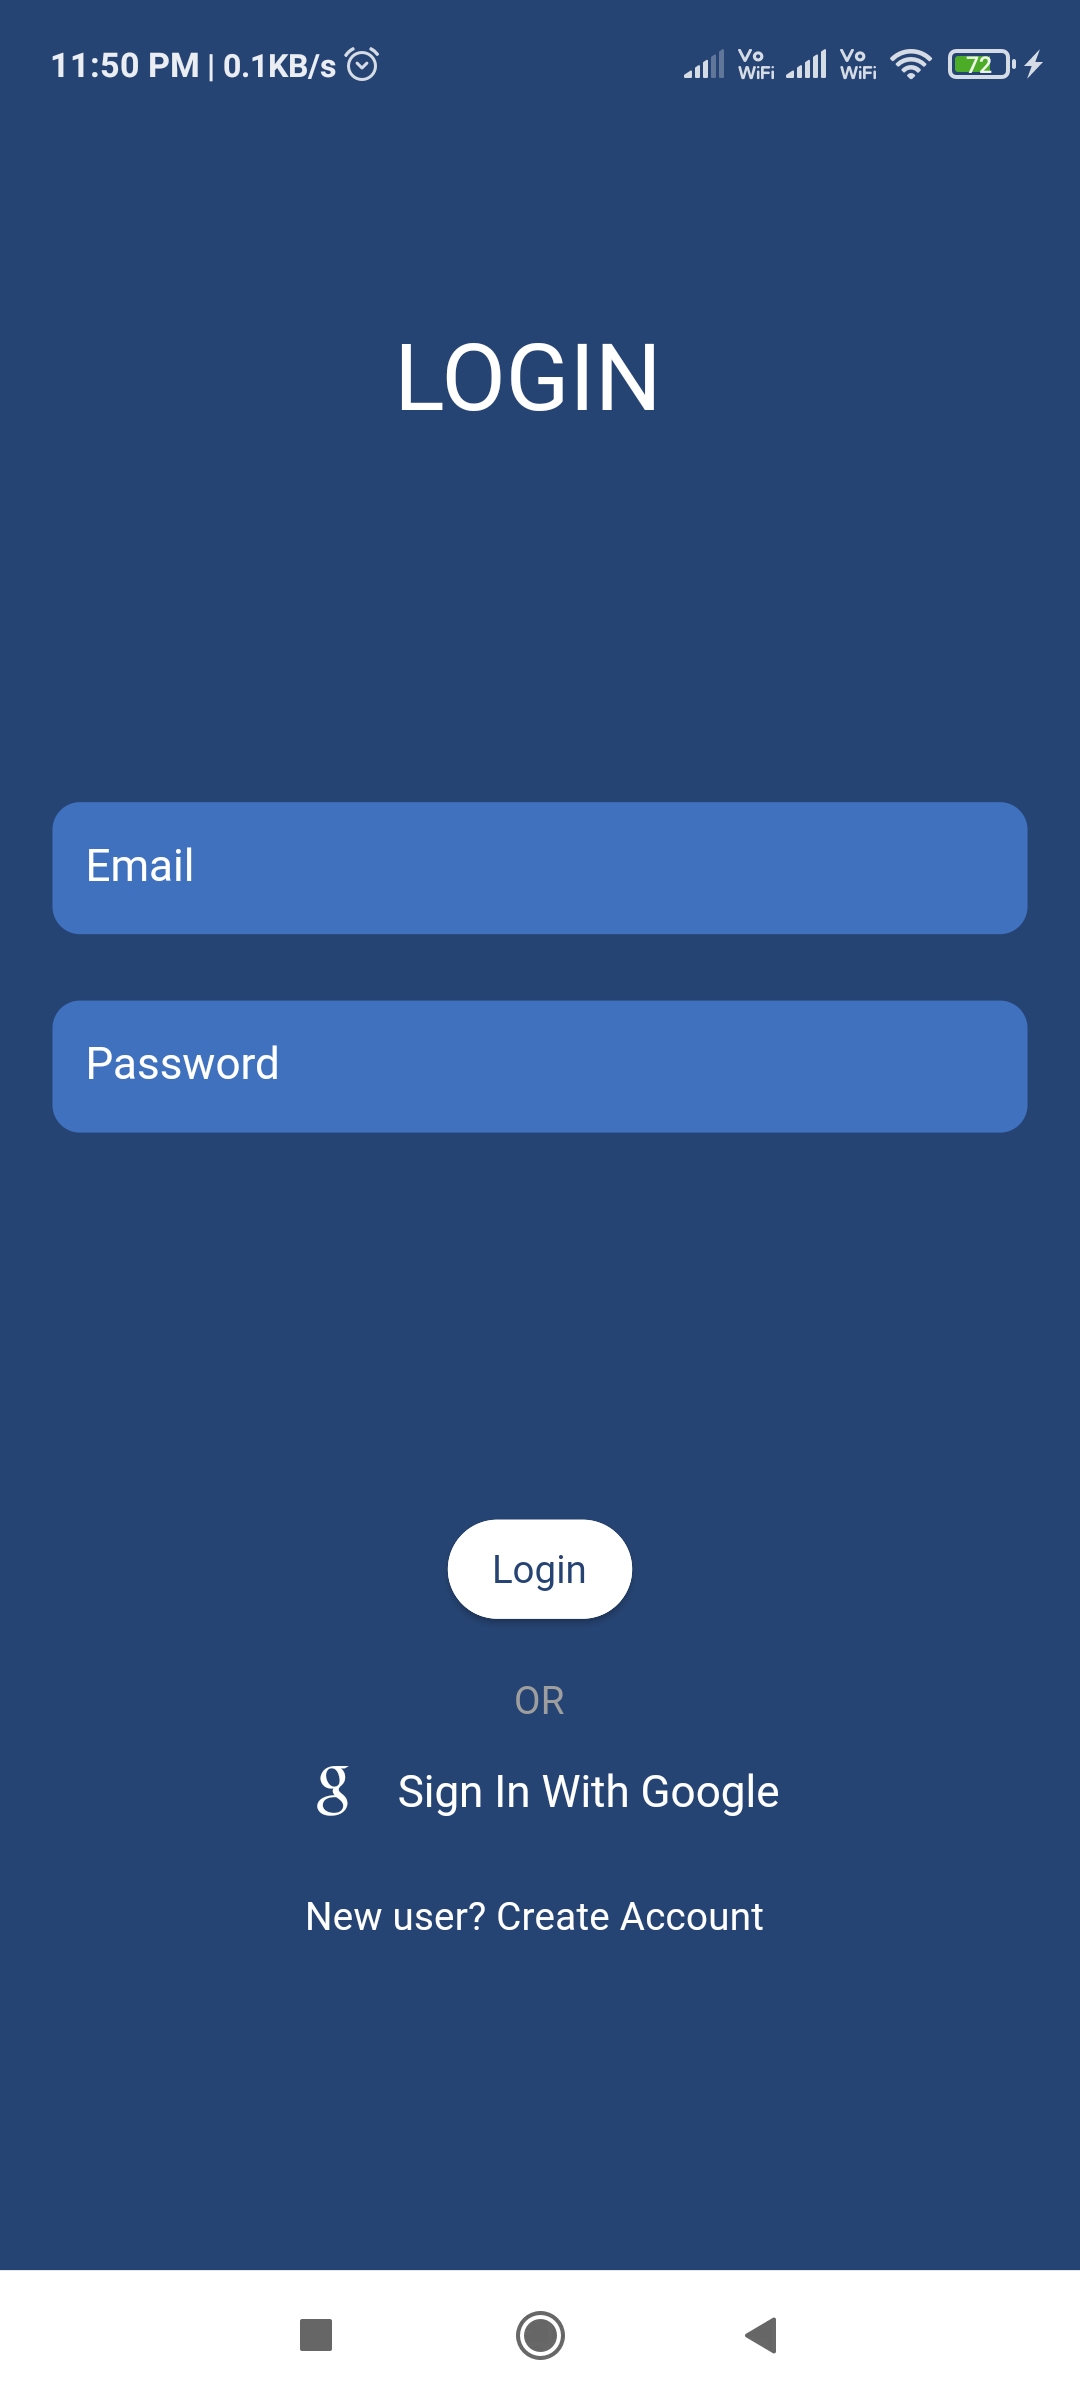 11:50 PM | 0.1KB/s Vo WiFi Vo WiFi 72
LOGIN
Email
Password
Login
OR
g Sign In With Google
New user? Create Account